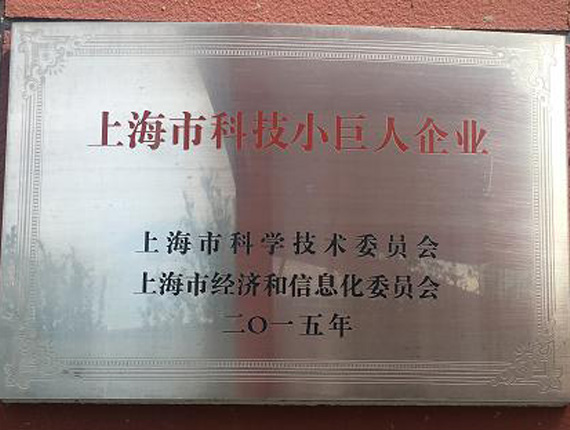 上海市科技小巨人企业
上海市科学技术委员会
上海市经济和信息化委员会
二〇一五年